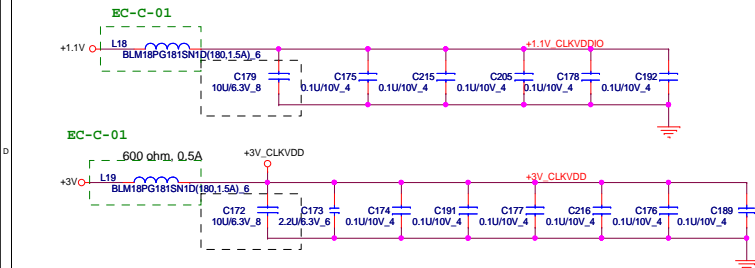 EC-C-01
+1.1V
L18
BLM18PG181SN1D(180,1.5A)_6
+1.1V_CLKVDDIO
C179
10U/6.3V_8
C175
0.1U/10V_4
C215
0.1U/10V_4
C205
0.1U/10V_4
C178
0.1U/10V_4
C192
0.1U/10V_4
EC-C-01
D
600 ohm, 0.5A
+3V_CLKVDD
+3V
L19
BLM18PG181SN1D(180,1.5A)_6
+3V_CLKVDD
C172
10U/6.3V_8
C173
2.2U/6.3V_6
C174
0.1U/10V_4
C191
0.1U/10V_4
C177
0.1U/10V_4
C216
0.1U/10V_4
C176
0.1U/10V_4
C189
0.1U/10V_4